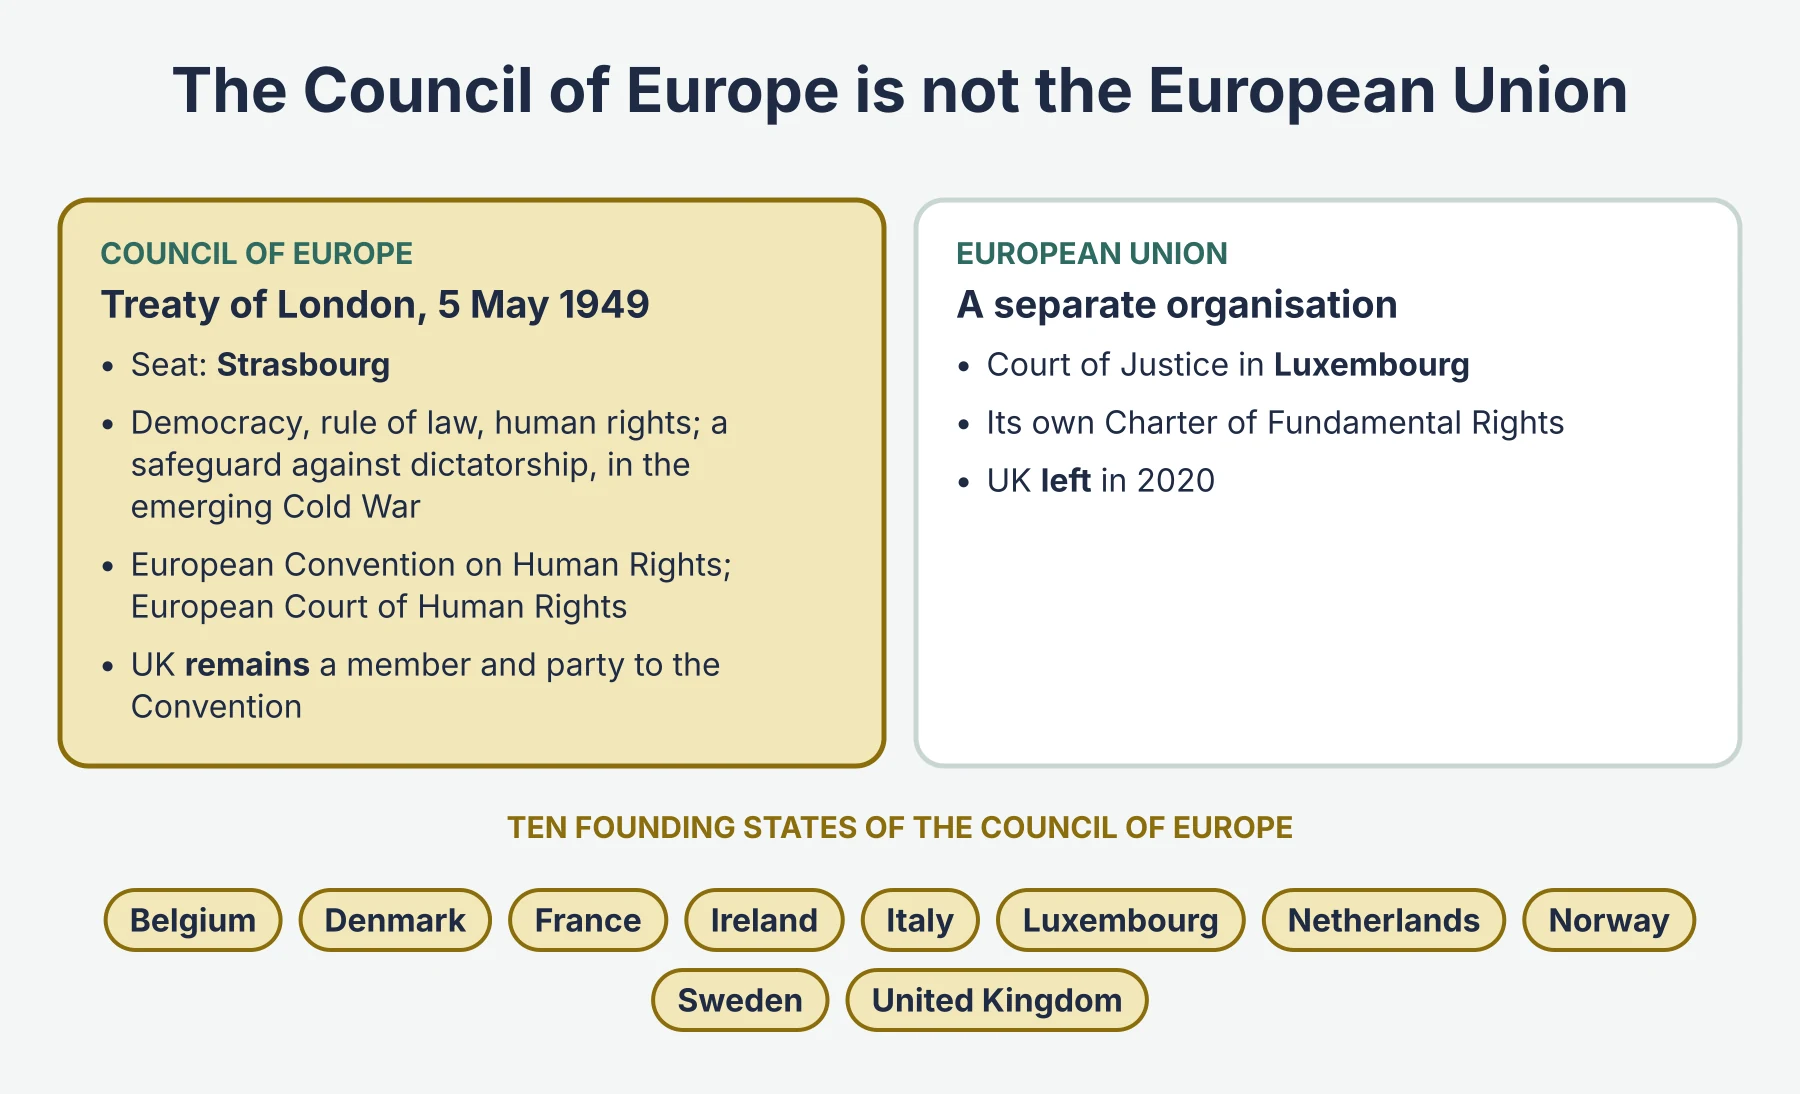 The Council of Europe is not the European Union
COUNCIL OF EUROPE
Treaty of London, 5 May 1949
• Seat: Strasbourg
• Democracy, rule of law, human rights; a
safeguard against dictatorship, in the
emerging Cold War
• European Convention on Human Rights;
European Court of Human Rights
• UK remains a member and party to the
Convention
EUROPEAN UNION
A separate organisation
• Court of Justice in Luxembourg
• Its own Charter of Fundamental Rights
• UK left in 2020
TEN FOUNDING STATES OF THE COUNCIL OF EUROPE
Belgium Denmark France Ireland Italy Luxembourg Netherlands Norway
Sweden United Kingdom